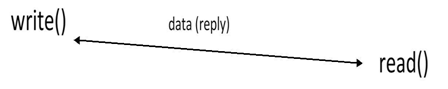 write()
data (reply)
read()